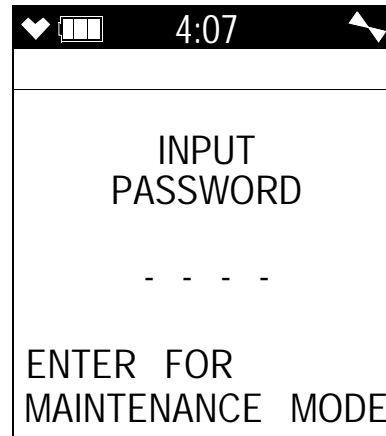 4:07
INPUT
PASSWORD
- - - -
ENTER FOR
MAINTENANCE MODE